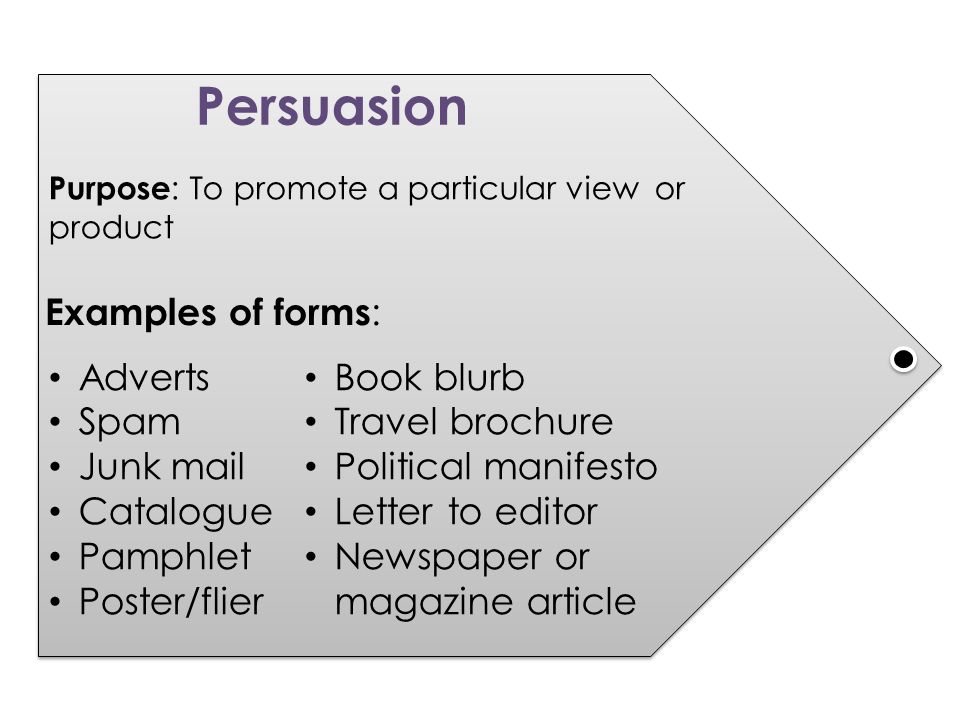 Persuasion
Purpose: To promote a particular view or
product
Examples of forms:
• Adverts
• Spam
• Junk mail
• Catalogue
• Pamphlet
• Poster/flier
• Book blurb
• Travel brochure
• Political manifesto
• Letter to editor
• Newspaper or
magazine article